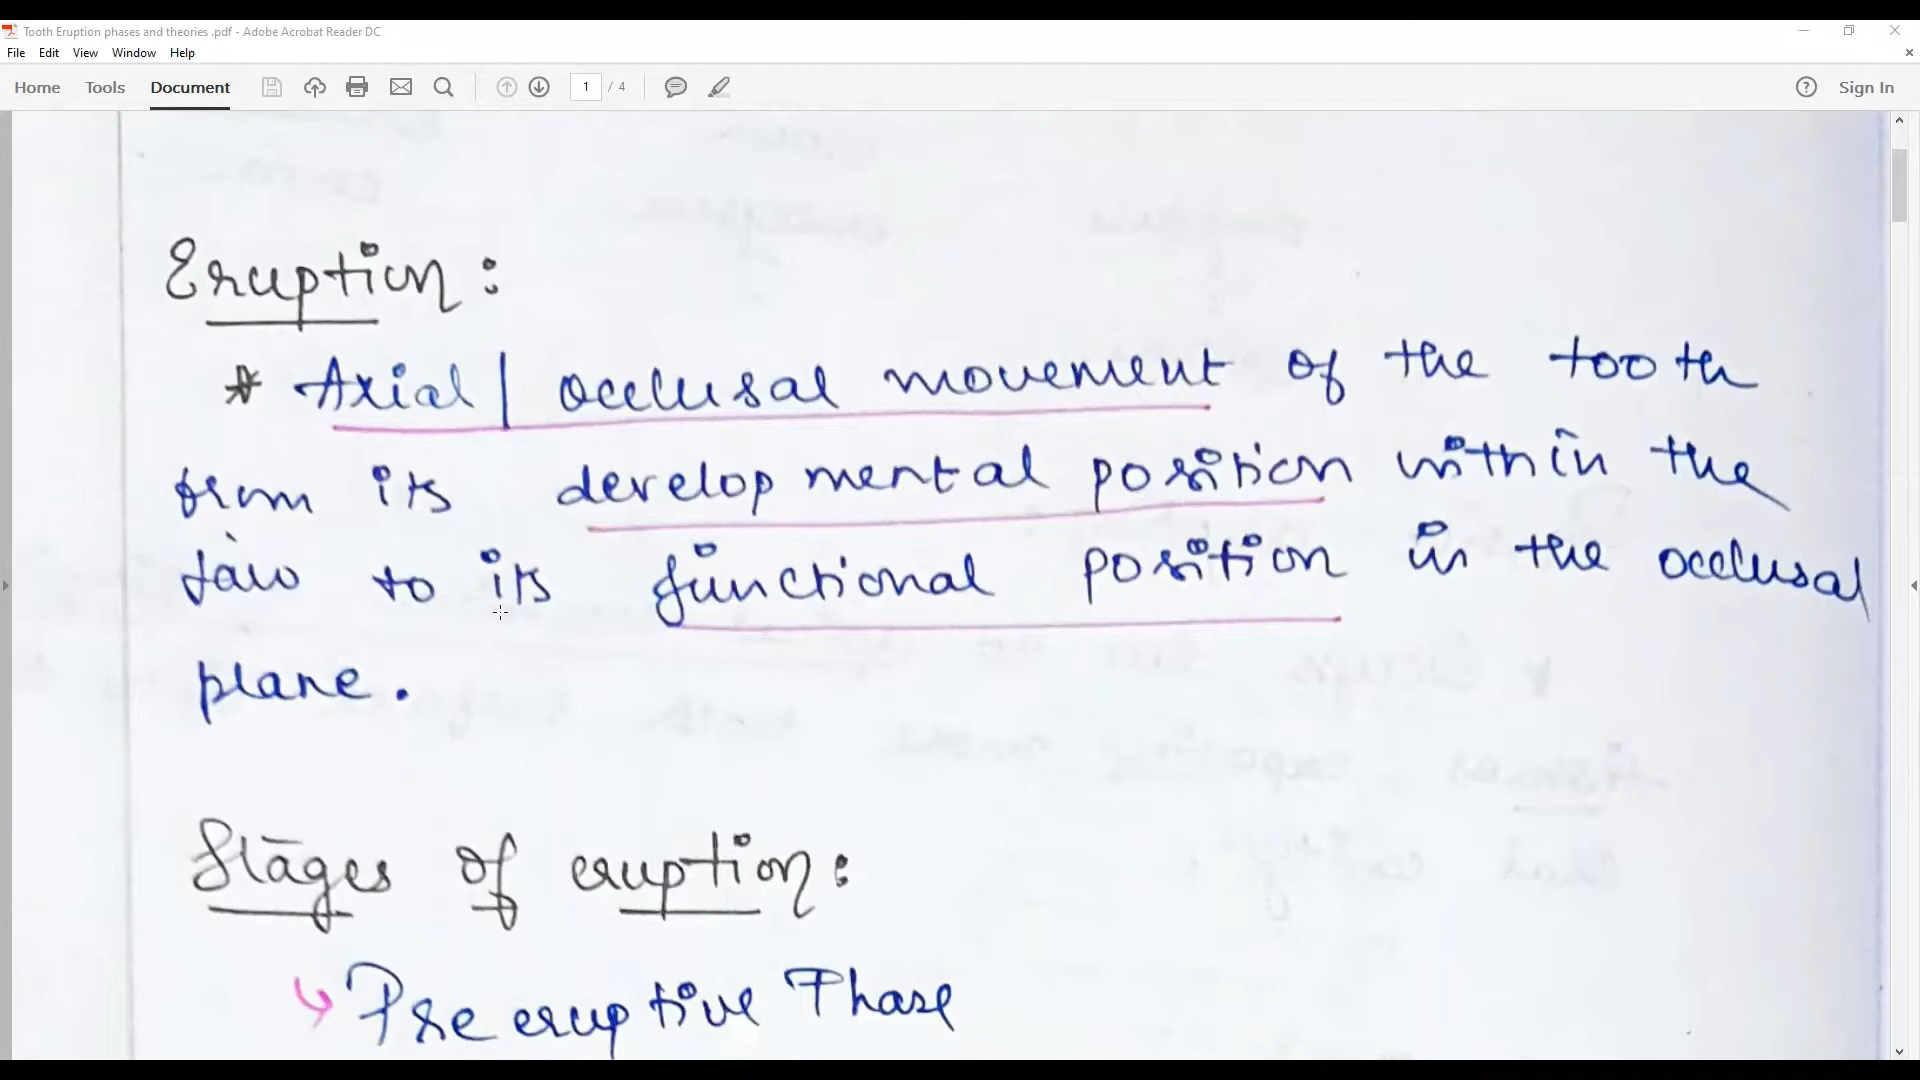 Tooth Eruption phases and theories .pdf - Adobe Acrobat Reader DC
File Edit View Window Help
Home Tools Document 1 / 4 Sign In
Eruption:
* Axial / occlusal movement of the tooth
from its developmental position within the
jaw to its functional position in the occlusal
plane.
Stages of eruption:
↳ Pre eruptive Phase